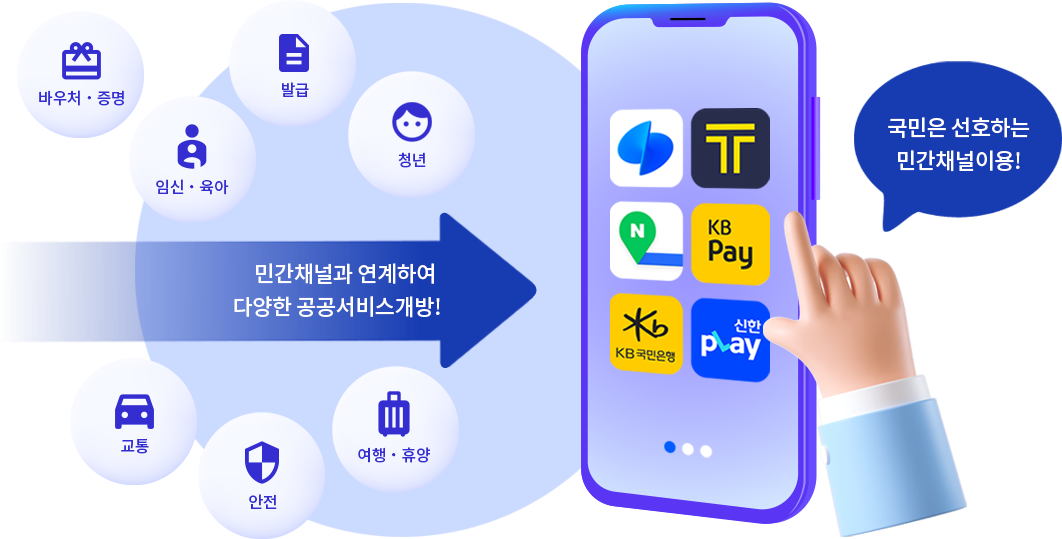 바우처・증명
발급
임신・육아
청년
민간채널과 연계하여
다양한 공공서비스개방!
교통
안전
여행・휴양
N
KB
Pay
KB국민은행
신한
play
국민은 선호하는
민간채널이용!